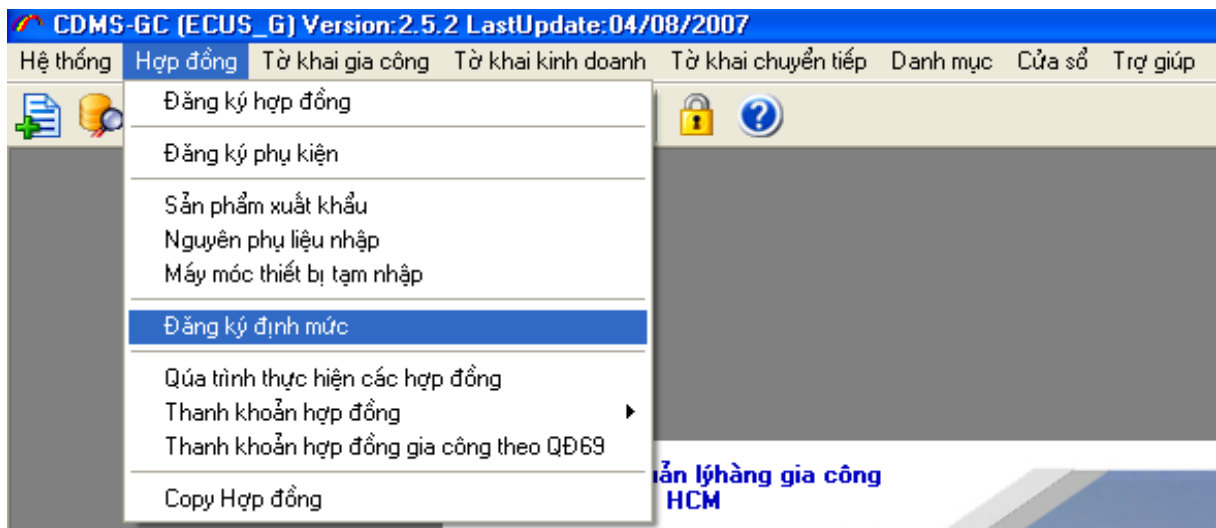 CDMS-GC (ECUS_G) Version:2.5.2 LastUpdate:04/08/2007
Hệ thống Hợp đồng Tờ khai gia công Tờ khai kinh doanh Tờ khai chuyển tiếp Danh mục Cửa sổ Trợ giúp
Đăng ký hợp đồng
Đăng ký phụ kiện
Sản phẩm xuất khẩu
Nguyên phụ liệu nhập
Máy móc thiết bị tạm nhập
Đăng ký định mức
Qúa trình thực hiện các hợp đồng
Thanh khoản hợp đồng
Thanh khoản hợp đồng gia công theo QĐ69
lýhàng gia công
HCM
Copy Hợp đồng